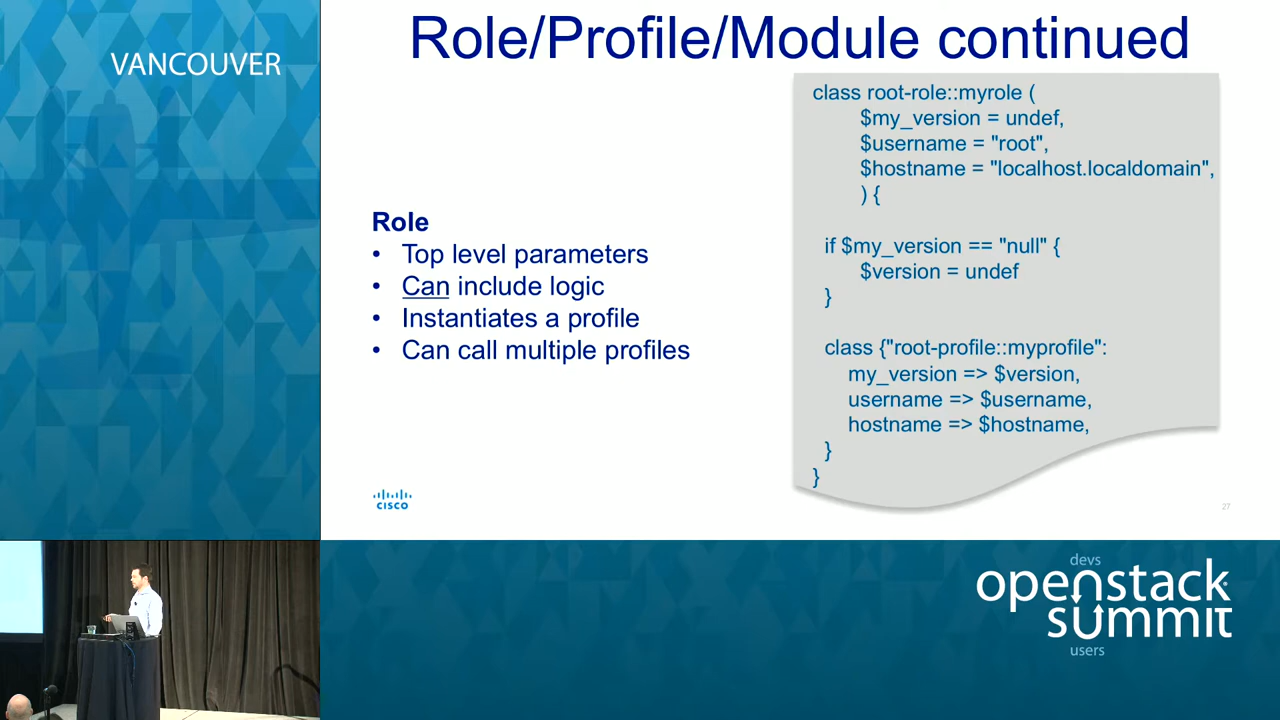 VANCOUVER
Role/Profile/Module continued
Role
• Top level parameters
• Can include logic
• Instantiates a profile
• Can call multiple profiles
class root-role::myrole (
$my_version = undef,
$username = "root",
$hostname = "localhost.localdomain",
) {
if $my_version == "null" {
$version = undef
}
class {"root-profile::myprofile":
my_version => $version,
username => $username,
hostname => $hostname,
}
}
CISCO
27
devs
openstack
summit
users